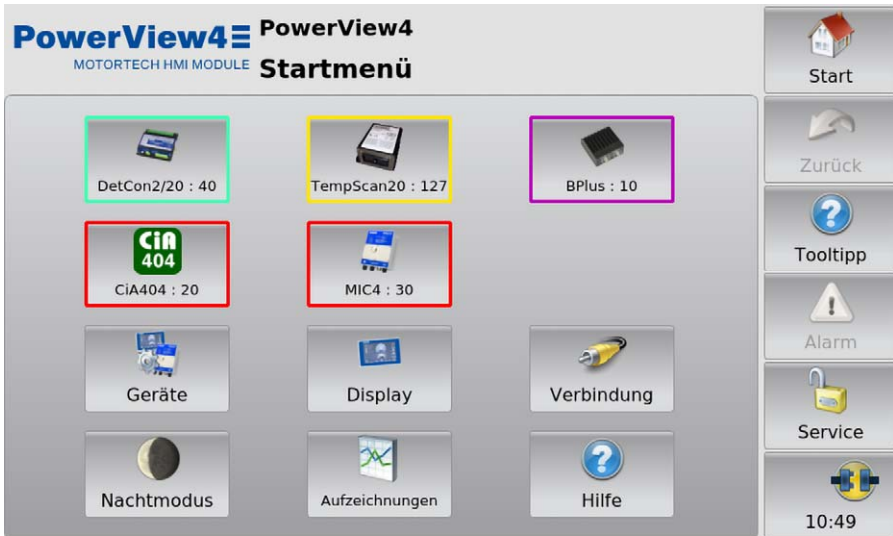 PowerView4
MOTORTECH HMI MODULE
PowerView4
Startmenü
DetCon2/20 : 40
TempScan20 : 127
BPlus : 10
CiA
404
CiA404 : 20
MIC4 : 30
Geräte
Display
Verbindung
Nachtmodus
Aufzeichnungen
Hilfe
Start
Zurück
Tooltipp
Alarm
Service
10:49